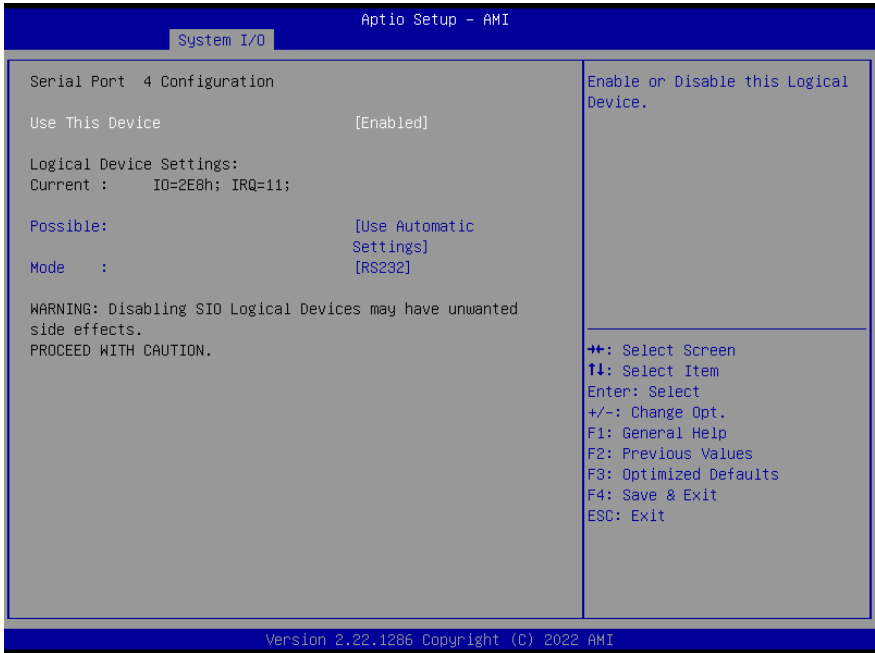 Aptio Setup – AMI
System I/O
Serial Port  4 Configuration
Use This Device [Enabled]
Logical Device Settings:
Current : IO=2E8h; IRQ=11;
Possible: [Use Automatic
Settings]
Mode : [RS232]
WARNING: Disabling SIO Logical Devices may have unwanted
side effects.
PROCEED WITH CAUTION.
Enable or Disable this Logical
Device.
→←: Select Screen
↑↓: Select Item
Enter: Select
+/-: Change Opt.
F1: General Help
F2: Previous Values
F3: Optimized Defaults
F4: Save & Exit
ESC: Exit
Version 2.22.1286 Copyright (C) 2022 AMI